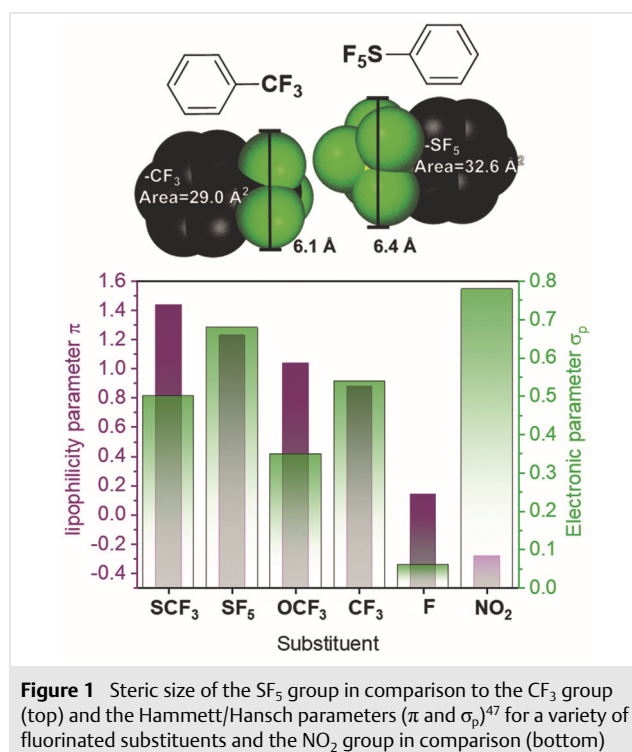 CF₃
F₅S
-CF₃
Area=29.0 Å²
-SF₅
Area=32.6 Å²
6.1 Å
6.4 Å
1.6
1.4
1.2
1.0
0.8
0.6
0.4
0.2
0.0
-0.2
-0.4
lipophilicity parameter π
0.8
0.7
0.6
0.5
0.4
0.3
0.2
0.1
0.0
Electronic parameter σₚ
SCF₃ SF₅ OCF₃ CF₃ F NO₂
Substituent
Figure 1 Steric size of the SF₅ group in comparison to the CF₃ group
(top) and the Hammett/Hansch parameters (π and σₚ)⁴⁷ for a variety of
fluorinated substituents and the NO₂ group in comparison (bottom)